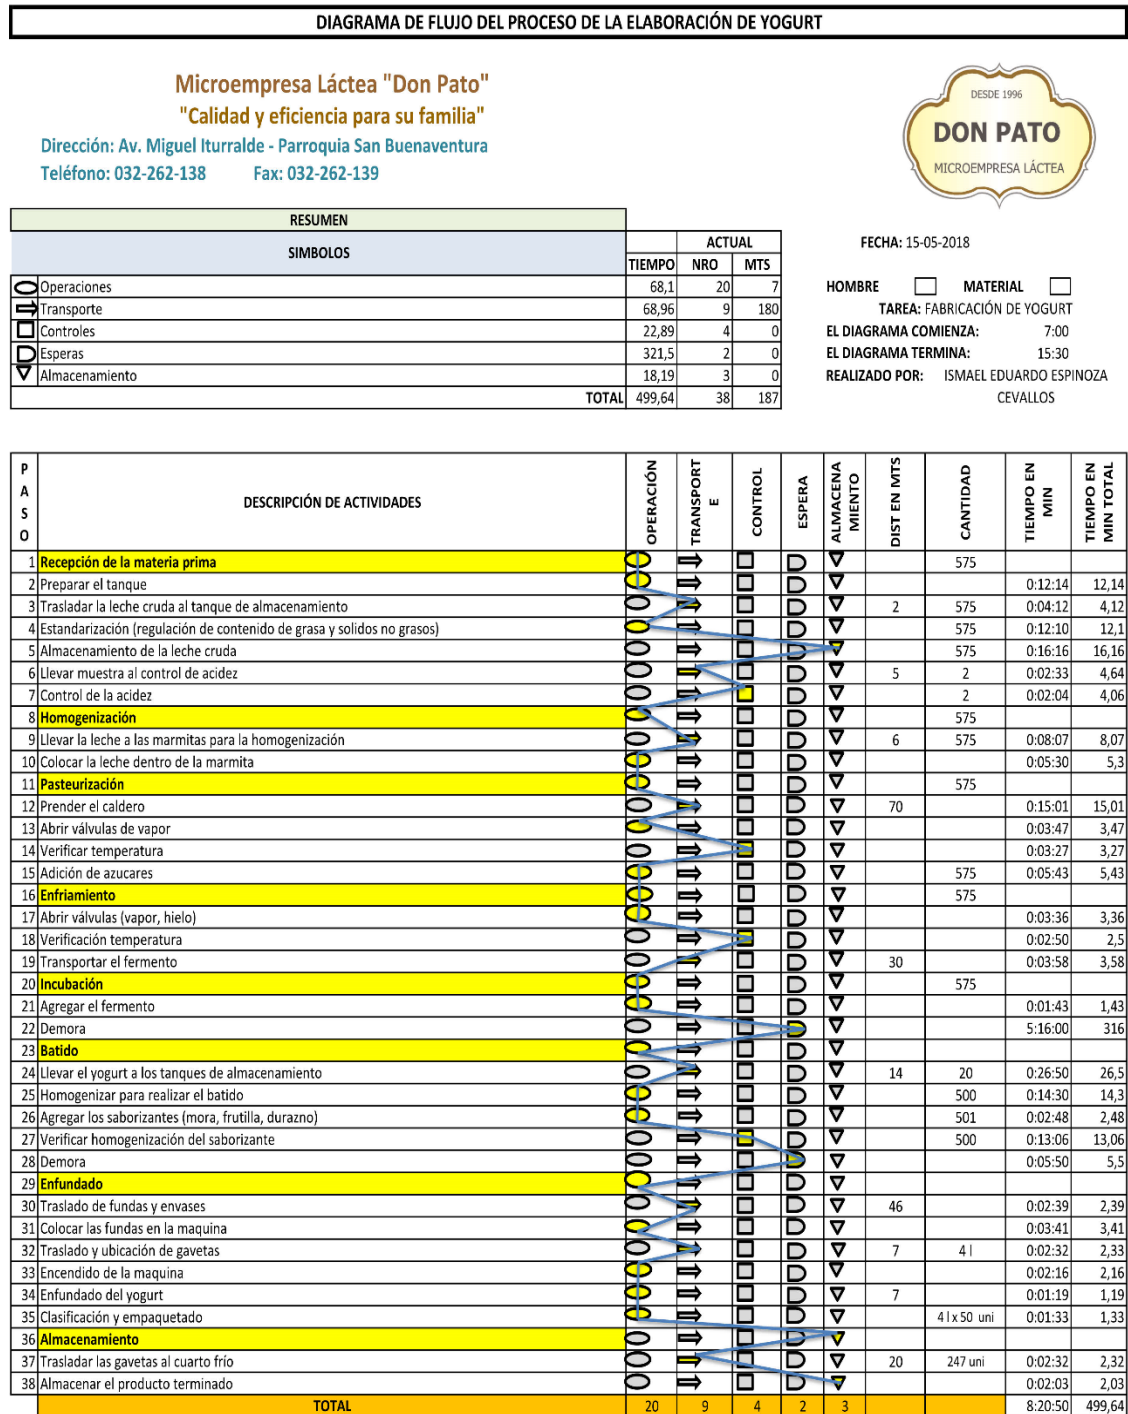 DIAGRAMA DE FLUJO DEL PROCESO DE LA ELABORACIÓN DE YOGURT
Microempresa Láctea "Don Pato"
"Calidad y eficiencia para su familia"
Dirección: Av. Miguel Iturralde - Parroquia San Buenaventura
Teléfono: 032-262-138 Fax: 032-262-139
DESDE 1996
DON PATO
MICROEMPRESA LÁCTEA
RESUMEN
SIMBOLOS ACTUAL
TIEMPO NRO MTS
Operaciones 68,1 20 7
Transporte 68,96 9 180
Controles 22,89 4 0
Esperas 321,5 2 0
Almacenamiento 18,19 3 0
TOTAL 499,64 38 187
FECHA: 15-05-2018
HOMBRE MATERIAL
TAREA: FABRICACIÓN DE YOGURT
EL DIAGRAMA COMIENZA: 7:00
EL DIAGRAMA TERMINA: 15:30
REALIZADO POR: ISMAEL EDUARDO ESPINOZA
CEVALLOS
PASO DESCRIPCIÓN DE ACTIVIDADES OPERACIÓN TRANSPORTE CONTROL ESPERA ALMACENAMIENTO DIST EN MTS CANTIDAD TIEMPO EN MIN TIEMPO EN MIN TOTAL
1 Recepción de la materia prima 575
2 Preparar el tanque 0:12:14 12,14
3 Trasladar la leche cruda al tanque de almacenamiento 2 575 0:04:12 4,12
4 Estandarización (regulación de contenido de grasa y solidos no grasos) 575 0:12:10 12,1
5 Almacenamiento de la leche cruda 575 0:16:16 16,16
6 Llevar muestra al control de acidez 5 2 0:02:33 4,64
7 Control de la acidez 2 0:02:04 4,06
8 Homogenización 575
9 Llevar la leche a las marmitas para la homogenización 6 575 0:08:07 8,07
10 Colocar la leche dentro de la marmita 0:05:30 5,3
11 Pasteurización 575
12 Prender el caldero 70 0:15:01 15,01
13 Abrir válvulas de vapor 0:03:47 3,47
14 Verificar temperatura 0:03:27 3,27
15 Adición de azucares 575 0:05:43 5,43
16 Enfriamiento 575
17 Abrir válvulas (vapor, hielo) 0:03:36 3,36
18 Verificación temperatura 0:02:50 2,5
19 Transportar el fermento 30 0:03:58 3,58
20 Incubación 575
21 Agregar el fermento 0:01:43 1,43
22 Demora 5:16:00 316
23 Batido
24 Llevar el yogurt a los tanques de almacenamiento 14 20 0:26:50 26,5
25 Homogenizar para realizar el batido 500 0:14:30 14,3
26 Agregar los saborizantes (mora, frutilla, durazno) 501 0:02:48 2,48
27 Verificar homogenización del saborizante 500 0:13:06 13,06
28 Demora 0:05:50 5,5
29 Enfundado
30 Traslado de fundas y envases 46 0:02:39 2,39
31 Colocar las fundas en la maquina 0:03:41 3,41
32 Traslado y ubicación de gavetas 7 4 l 0:02:32 2,33
33 Encendido de la maquina 0:02:16 2,16
34 Enfundado del yogurt 7 0:01:19 1,19
35 Clasificación y empaquetado 4 l x 50 uni 0:01:33 1,33
36 Almacenamiento
37 Trasladar las gavetas al cuarto frío 20 247 uni 0:02:32 2,32
38 Almacenar el producto terminado 0:02:03 2,03
TOTAL 20 9 4 2 3 8:20:50 499,64